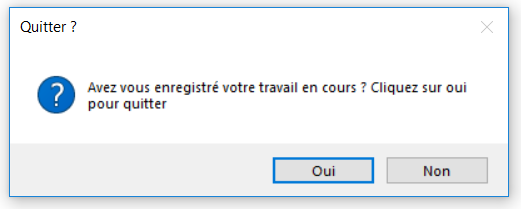 Quitter ?
Avez vous enregistré votre travail en cours ? Cliquez sur oui
pour quitter
Oui
Non